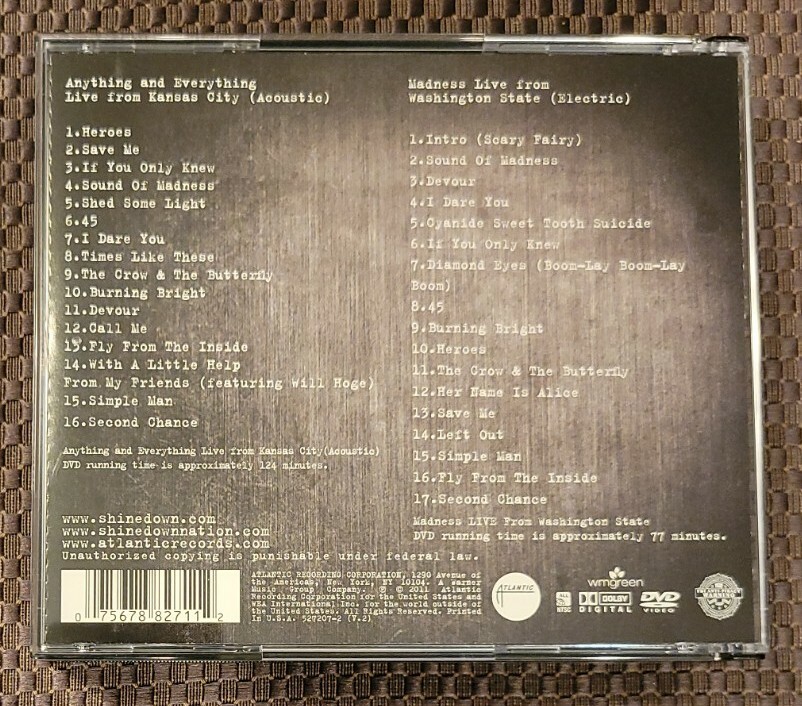 Anything and Everything
Live from Kansas City (Acoustic)
1.Heroes
2.Save Me
3.If You Only Knew
4.Sound Of Madness
5.Shed Some Light
6.45
7.I Dare You
8.Times Like These
9.The Crow & The Butterfly
10.Burning Bright
11.Devour
12.Call Me
13.Fly From The Inside
14.With A Little Help
From My Friends (featuring Will Hoge)
15.Simple Man
16.Second Chance
Anything and Everything Live from Kansas City(Acoustic)
DVD running time is approximately 124 minutes.
Madness Live from
Washington State (Electric)
1.Intro (Scary Fairy)
2.Sound Of Madness
3.Devour
4.I Dare You
5.Cyanide Sweet Tooth Suicide
6.If You Only Knew
7.Diamond Eyes (Boom-Lay Boom-Lay
Boom)
8.45
9.Burning Bright
10.Heroes
11.The Crow & The Butterfly
12.Her Name Is Alice
13.Save Me
14.Left Out
15.Simple Man
16.Fly From The Inside
17.Second Chance
Madness LIVE From Washington State
DVD running time is approximately 77 minutes.
www.shinedown.com
www.shinedownnation.com
www.atlanticrecords.com
Unauthorized copying is punishable under federal law.
0 75678 82711 2
ATLANTIC RECORDING CORPORATION, 1290 Avenue of
the Americas, New York, NY 10104. A Warner
Music Group Company. ℗ © 2011 Atlantic
Recording Corporation for the United States and
WEA International Inc. for the world outside of
the United States. All Rights Reserved. Printed
In U.S.A. 527207-2 (V.2)
ATLANTIC
wmgreen
ALL
NTSC
DOLBY
DIGITAL
DVD
VIDEO
WARNING